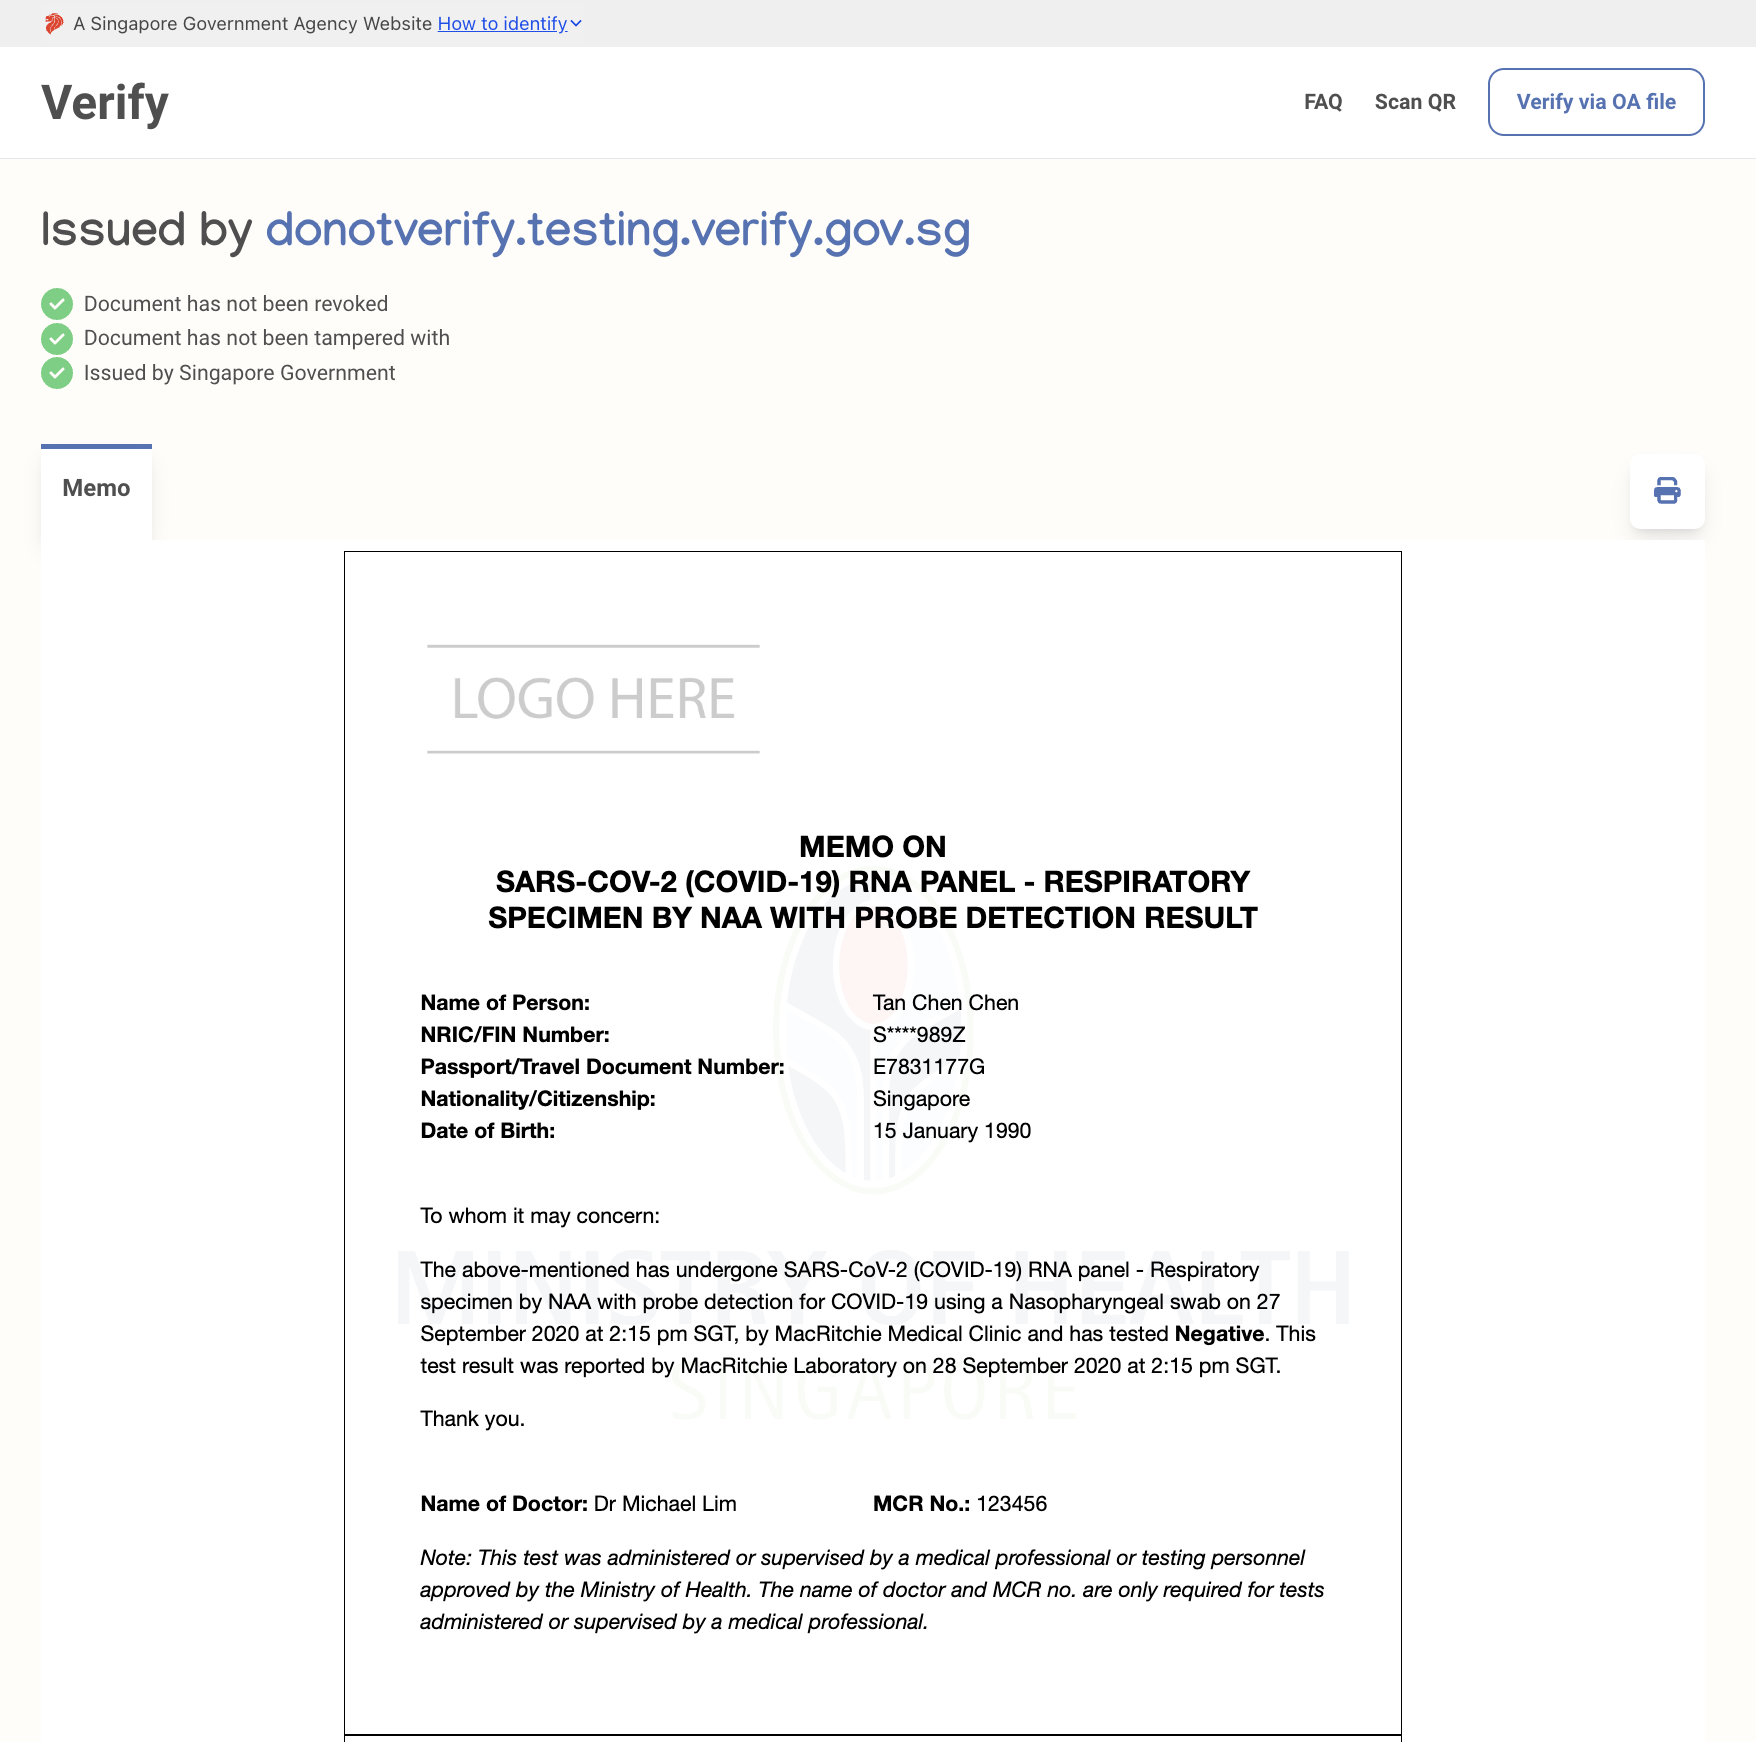 A Singapore Government Agency Website How to identify
Verify
FAQ
Scan QR
Verify via OA file
Issued by donotverify.testing.verify.gov.sg
Document has not been revoked
Document has not been tampered with
Issued by Singapore Government
Memo
LOGO HERE
MEMO ON
SARS-COV-2 (COVID-19) RNA PANEL - RESPIRATORY
SPECIMEN BY NAA WITH PROBE DETECTION RESULT
Name of Person: Tan Chen Chen
NRIC/FIN Number: S****989Z
Passport/Travel Document Number: E7831177G
Nationality/Citizenship: Singapore
Date of Birth: 15 January 1990
To whom it may concern:
MINISTRY OF HEALTH
The above-mentioned has undergone SARS-CoV-2 (COVID-19) RNA panel - Respiratory
specimen by NAA with probe detection for COVID-19 using a Nasopharyngeal swab on 27
September 2020 at 2:15 pm SGT, by MacRitchie Medical Clinic and has tested Negative. This
test result was reported by MacRitchie Laboratory on 28 September 2020 at 2:15 pm SGT.
SINGAPORE
Thank you.
Name of Doctor: Dr Michael Lim MCR No.: 123456
Note: This test was administered or supervised by a medical professional or testing personnel
approved by the Ministry of Health. The name of doctor and MCR no. are only required for tests
administered or supervised by a medical professional.